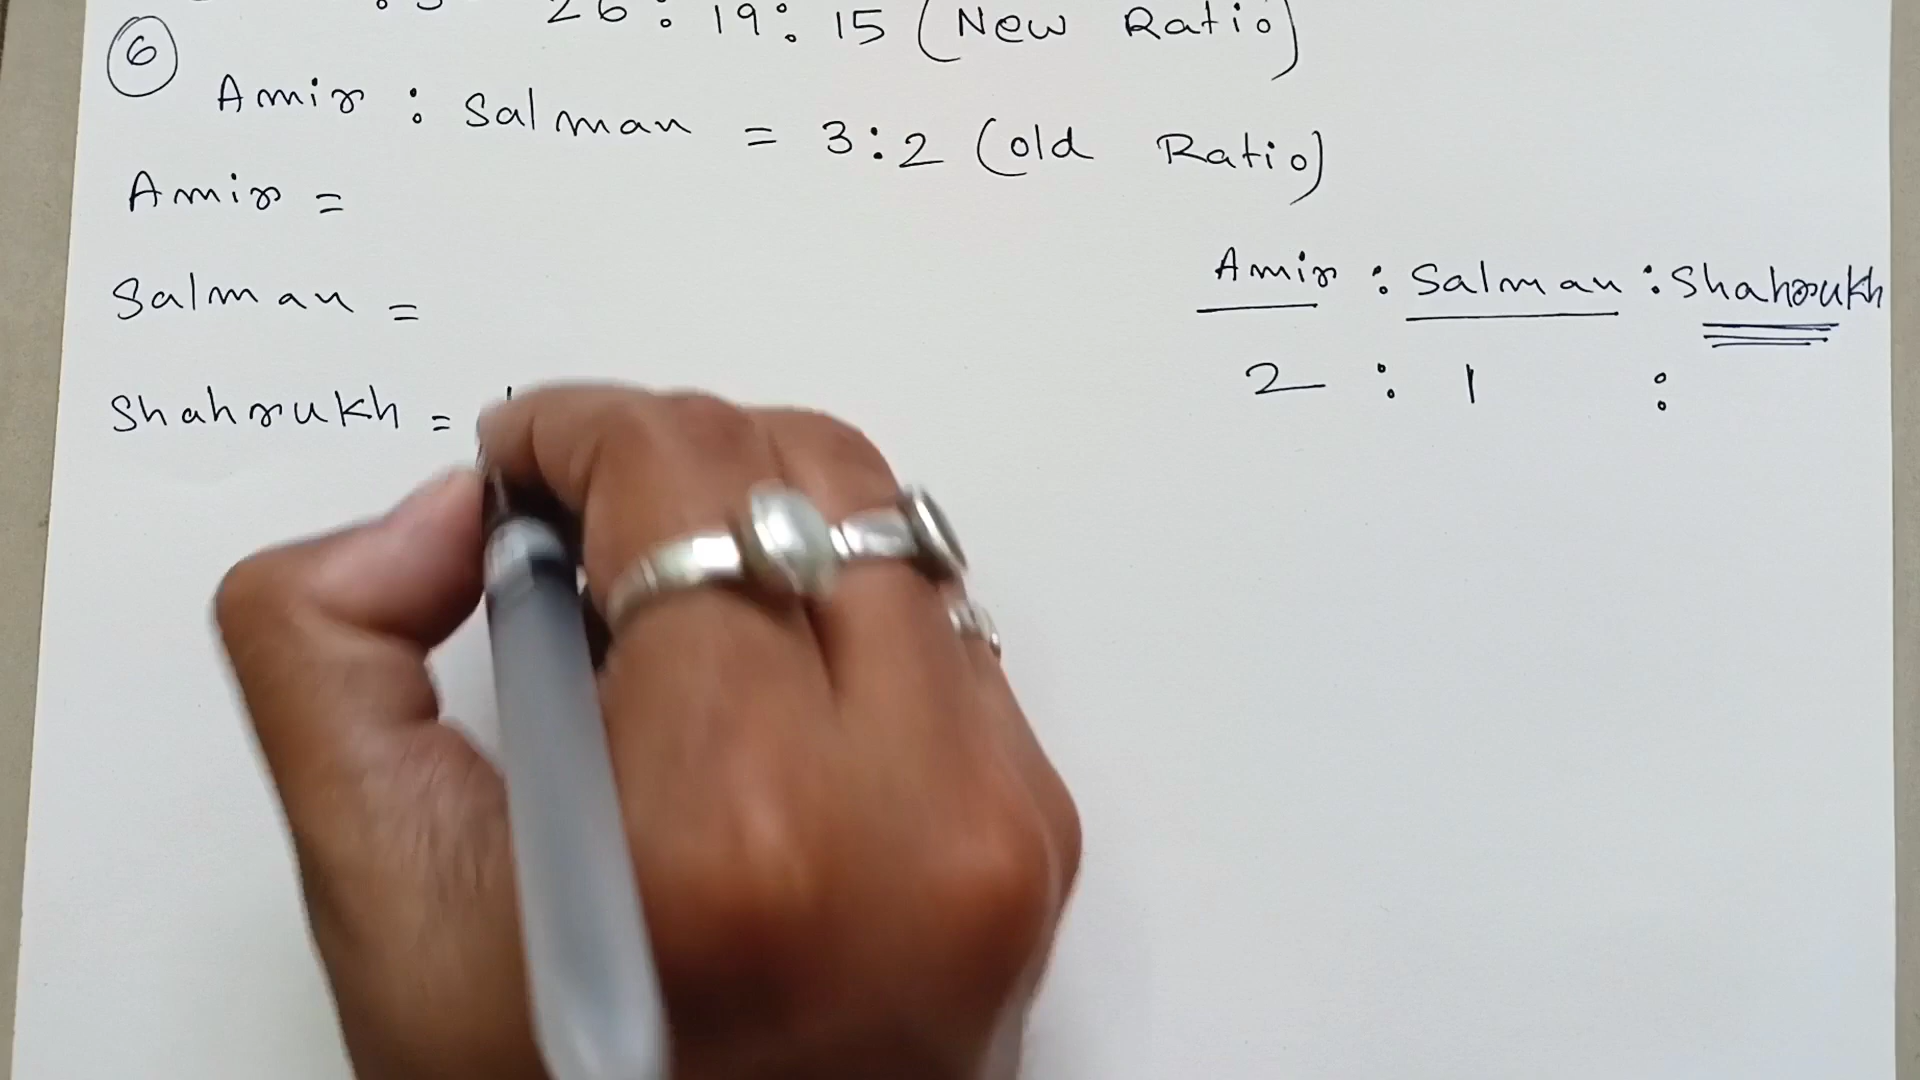 26 : 19 : 15 (New Ratio)
6
Amir : Salman = 3:2 (old Ratio)
Amir =
Amir : Salman : Shahrukh
Salman =
2 : 1 :
Shahrukh =